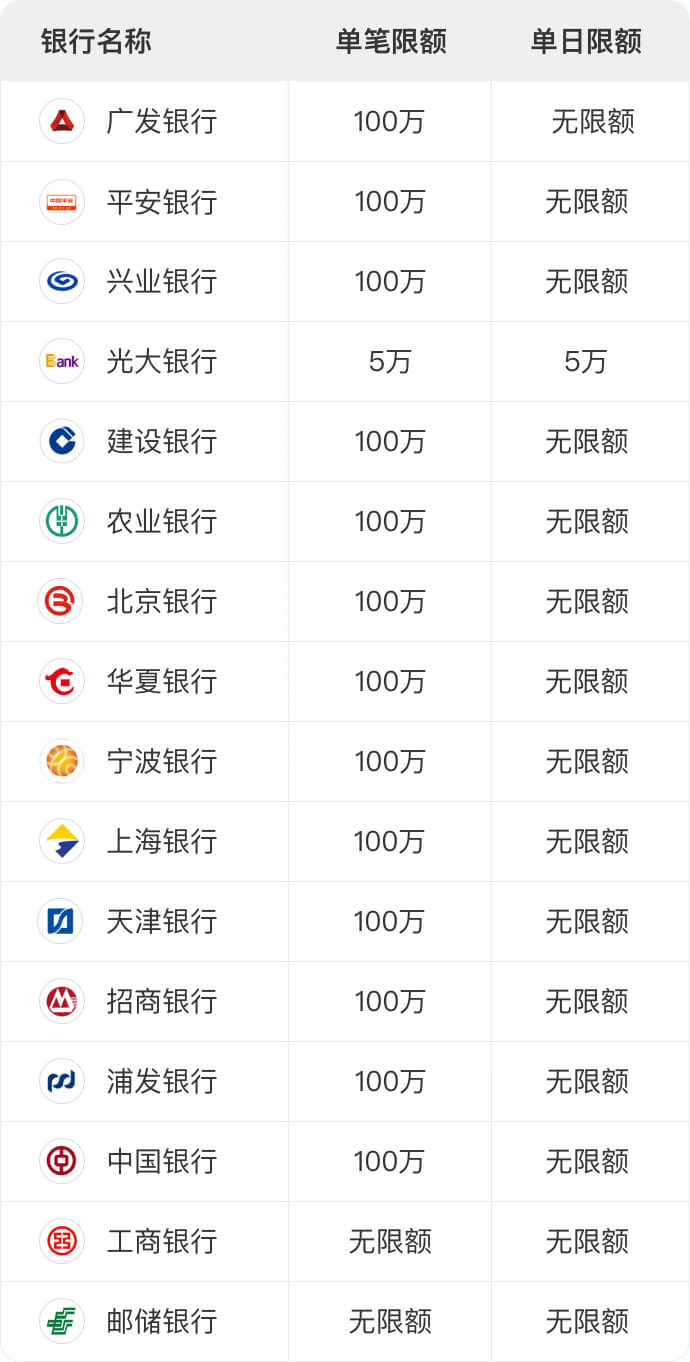 银行名称 单笔限额 单日限额
广发银行 100万 无限额
中国平安
平安银行 100万 无限额
兴业银行 100万 无限额
Bank
光大银行 5万 5万
建设银行 100万 无限额
农业银行 100万 无限额
北京银行 100万 无限额
华夏银行 100万 无限额
宁波银行 100万 无限额
上海银行 100万 无限额
天津银行 100万 无限额
招商银行 100万 无限额
浦发银行 100万 无限额
中国银行 100万 无限额
工商银行 无限额 无限额
邮储银行 无限额 无限额